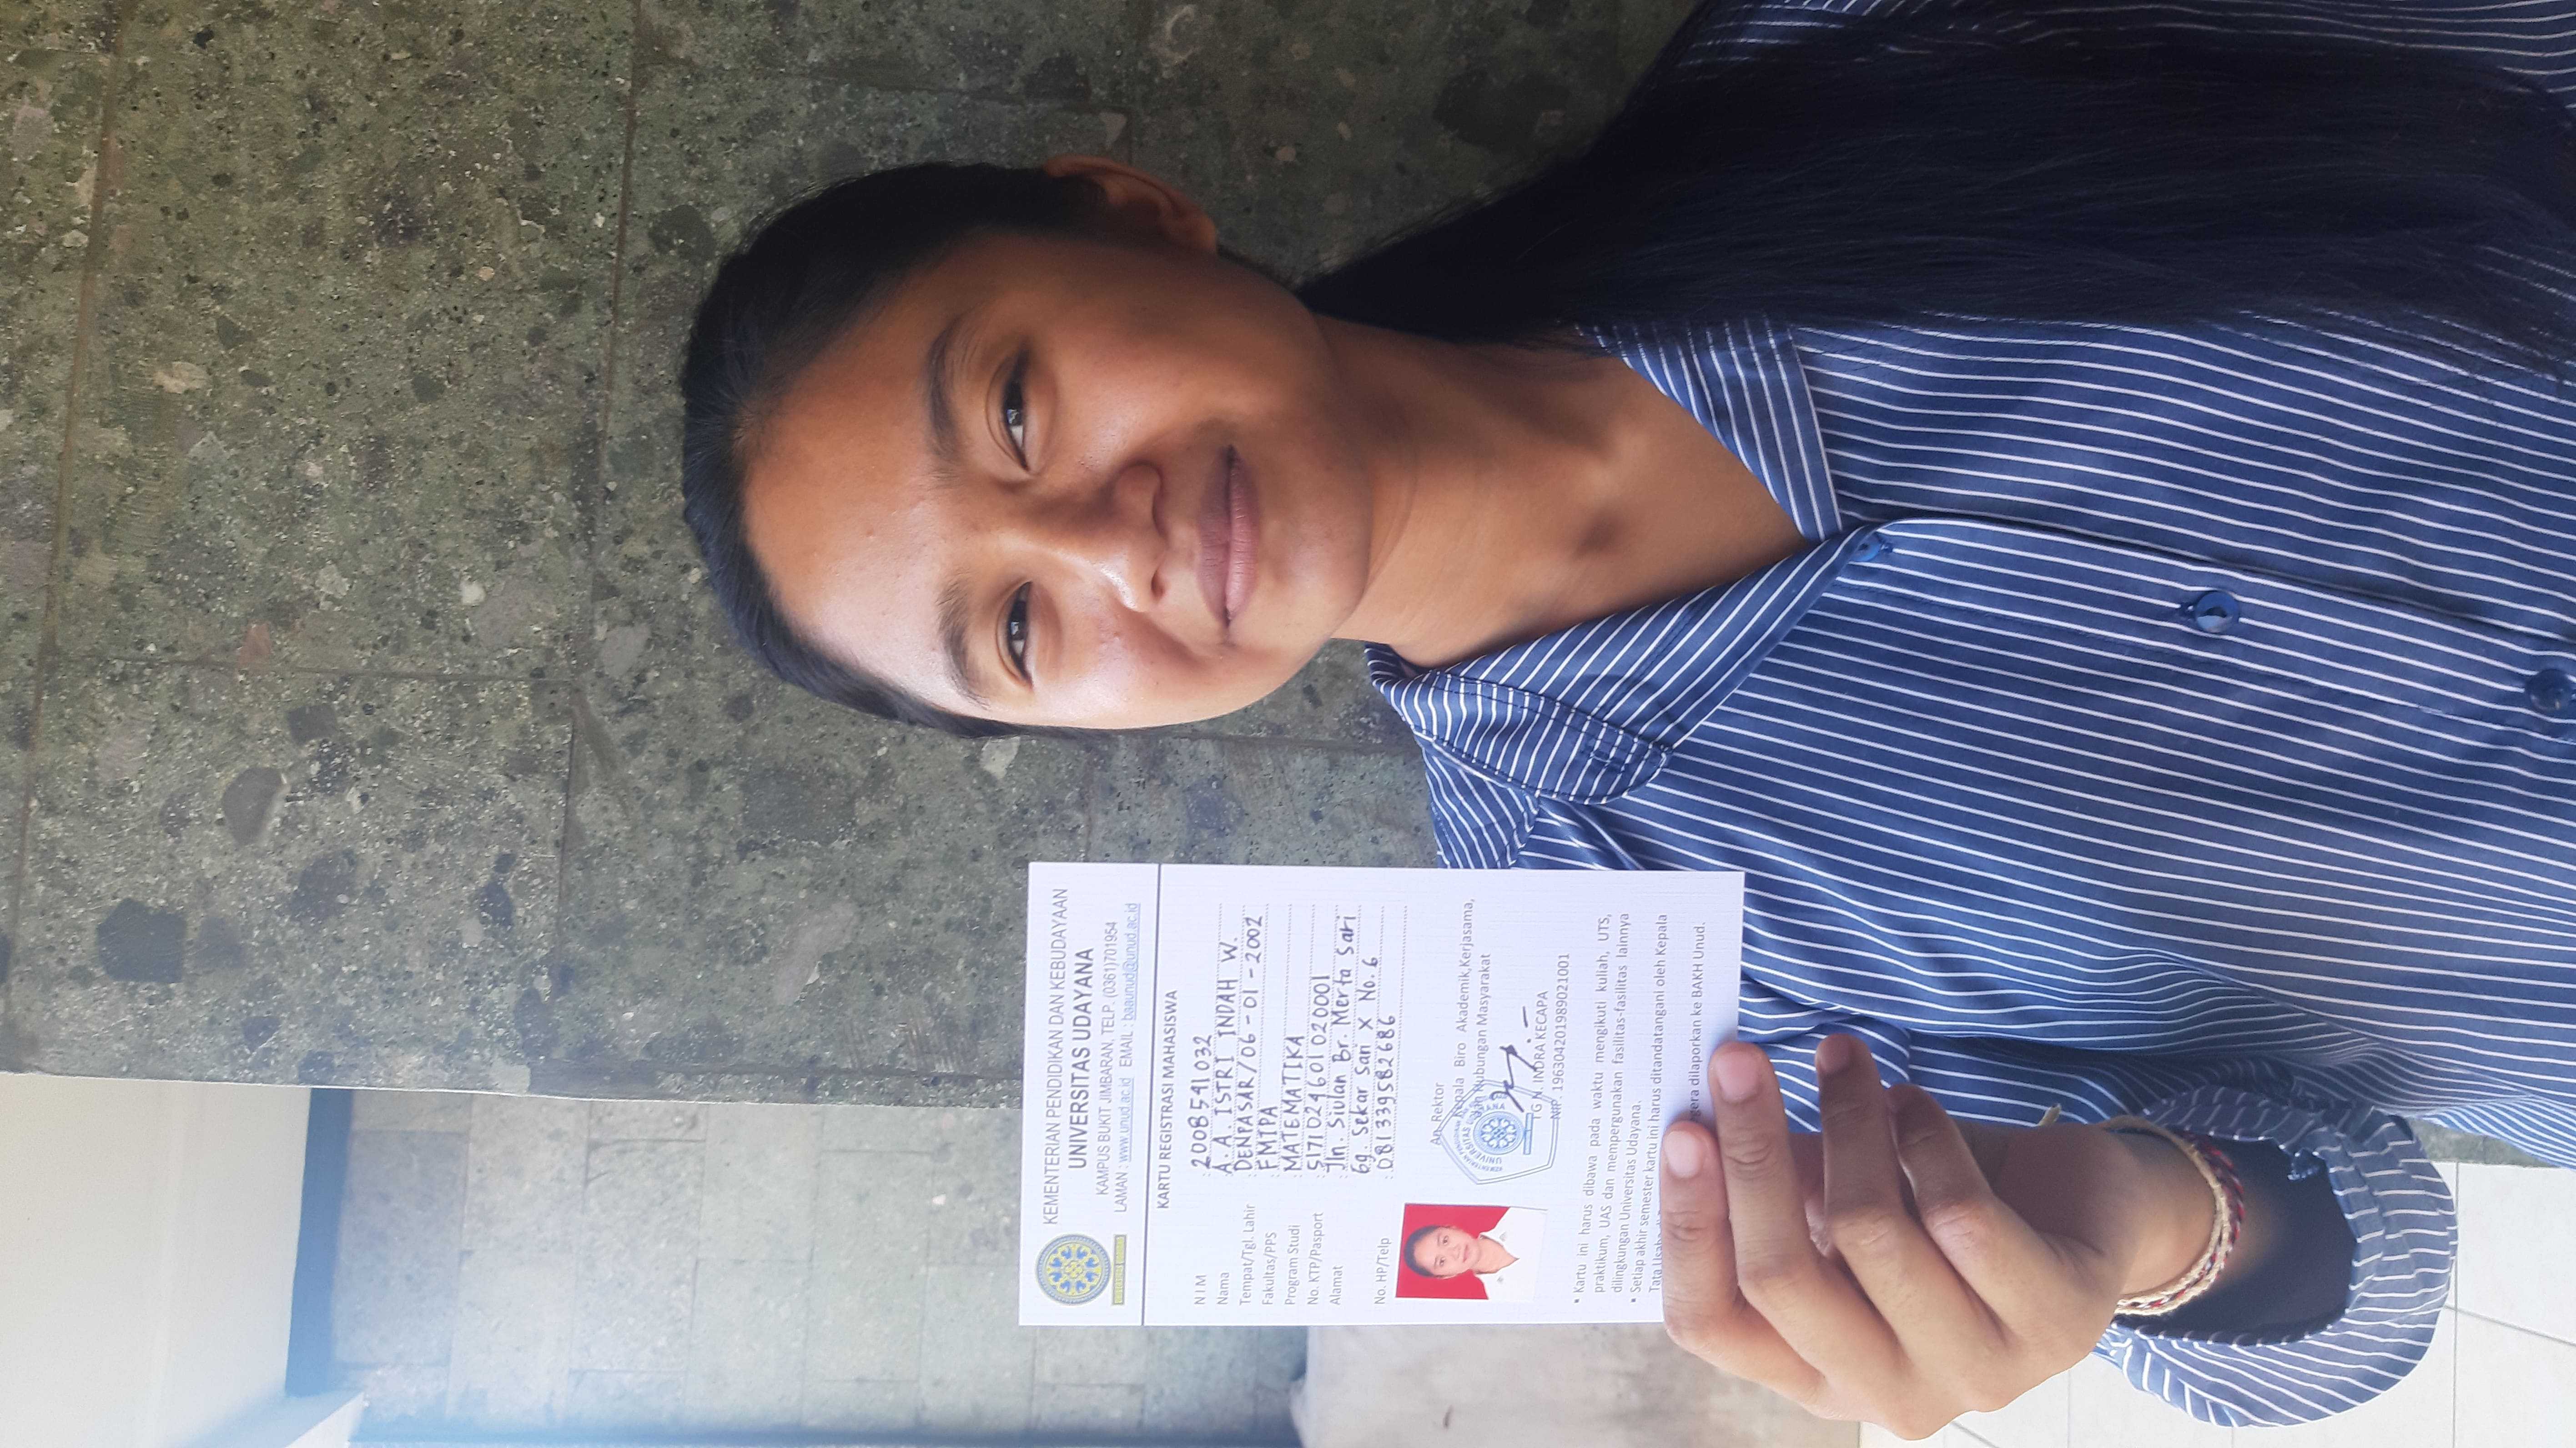 KEMENTERIAN PENDIDIKAN DAN KEBUDAYAAN
UNIVERSITAS UDAYANA
KAMPUS BUKIT JIMBARAN, TELP. (0361)701954
LAMAN : www.unud.ac.id EMAIL : baaunud@unud.ac.id
KARTU REGISTRASI MAHASISWA
N I M : 2008541032
Nama : A. A. ISTRI INDAH W.
Tempat/Tgl. Lahir : DENPASAR/06-01-2002
Fakultas/PPS : FMIPA
Program Studi : MATEMATIKA
No. KTP/Pasport : 5171024601020001
Alamat : Jln. Siulan Br. Merta Sari
Gg. Sekar Sari X No.6
No. HP/Telp : 081339582686
An. Rektor
Kepala Biro Akademik,Kerjasama,
dan Hubungan Masyarakat
I G N. INDRA KECAPA
NIP. 196304201989021001
• Kartu ini harus dibawa pada waktu mengikuti kuliah, UTS,
praktikum, UAS dan mempergunakan fasilitas-fasilitas lainnya
dilingkungan Universitas Udayana.
• Setiap akhir semester kartu ini harus ditandatangani oleh Kepala
Tata Usaha
dilaporkan ke BAKH Unud.